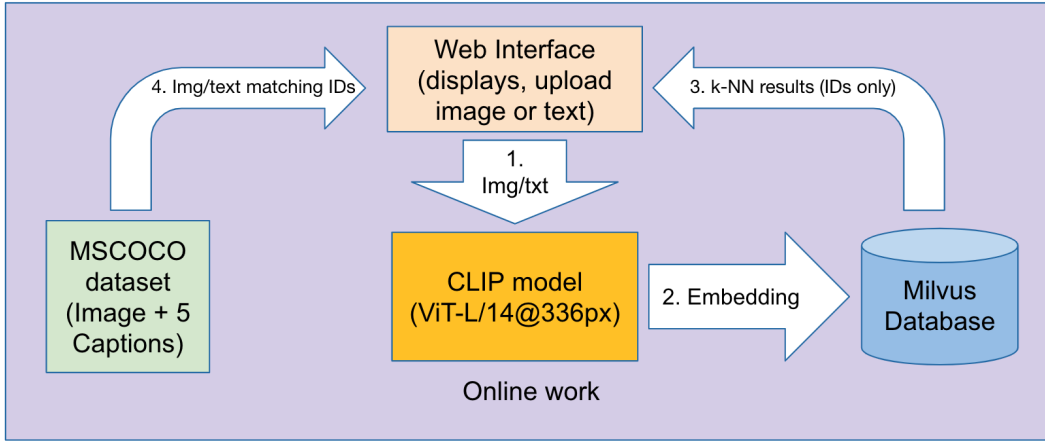 Web Interface
(displays, upload
image or text)
4. Img/text matching IDs
3. k-NN results (IDs only)
1.
Img/txt
MSCOCO
dataset
(Image + 5
Captions)
CLIP model
(ViT-L/14@336px)
2. Embedding
Milvus
Database
Online work